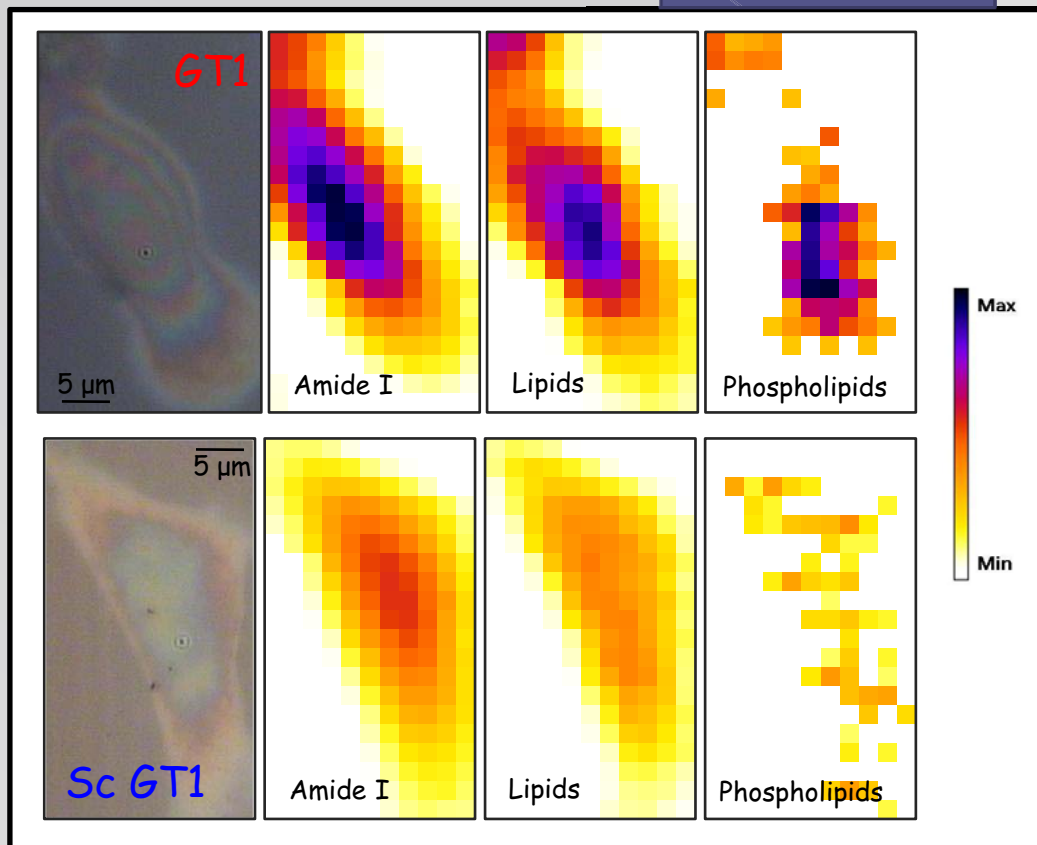 GT1
5 µm
Amide I
Lipids
Phospholipids
Max
Min
5 µm
Sc GT1
Amide I
Lipids
Phospholipids